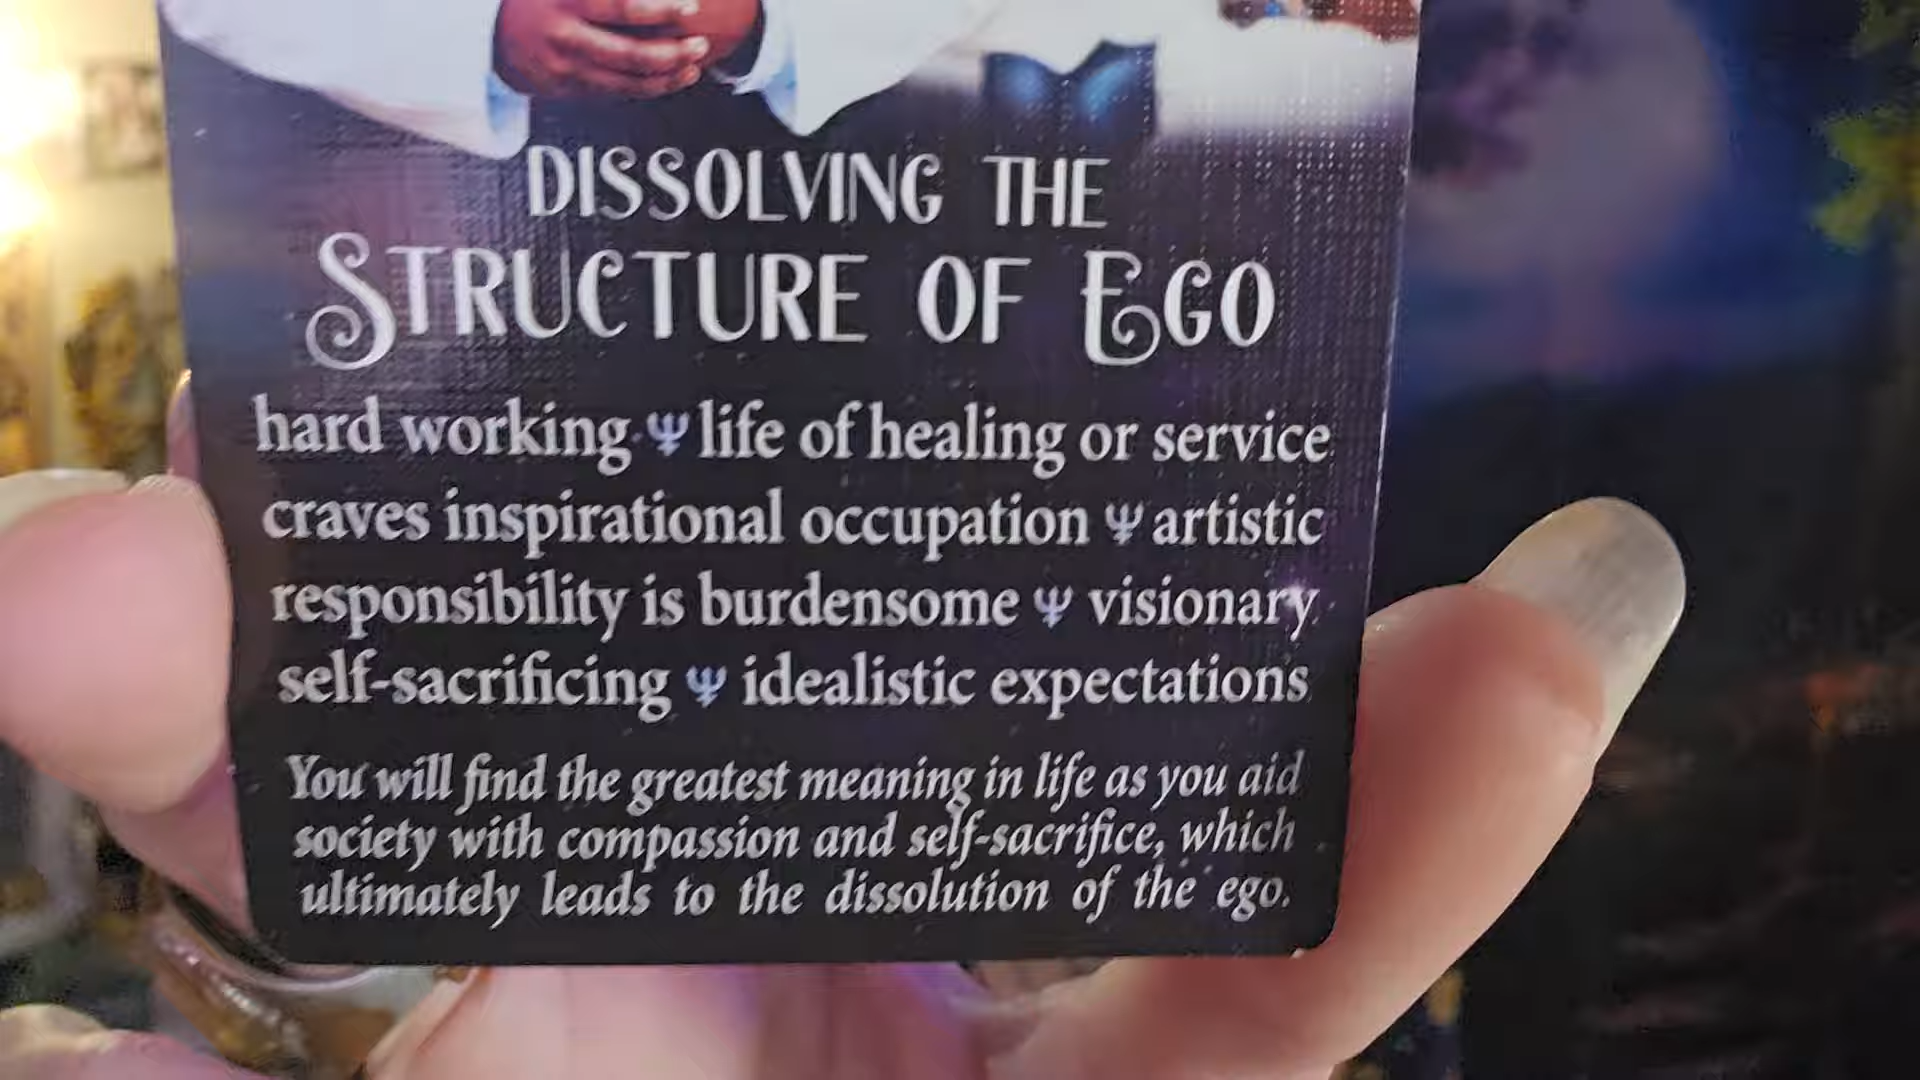 DISSOLVING THE
STRUCTURE OF EGO
hard working ♆ life of healing or service
craves inspirational occupation ♆ artistic
responsibility is burdensome ♆ visionary
self-sacrificing ♆ idealistic expectations
You will find the greatest meaning in life as you aid
society with compassion and self-sacrifice, which
ultimately leads to the dissolution of the ego.